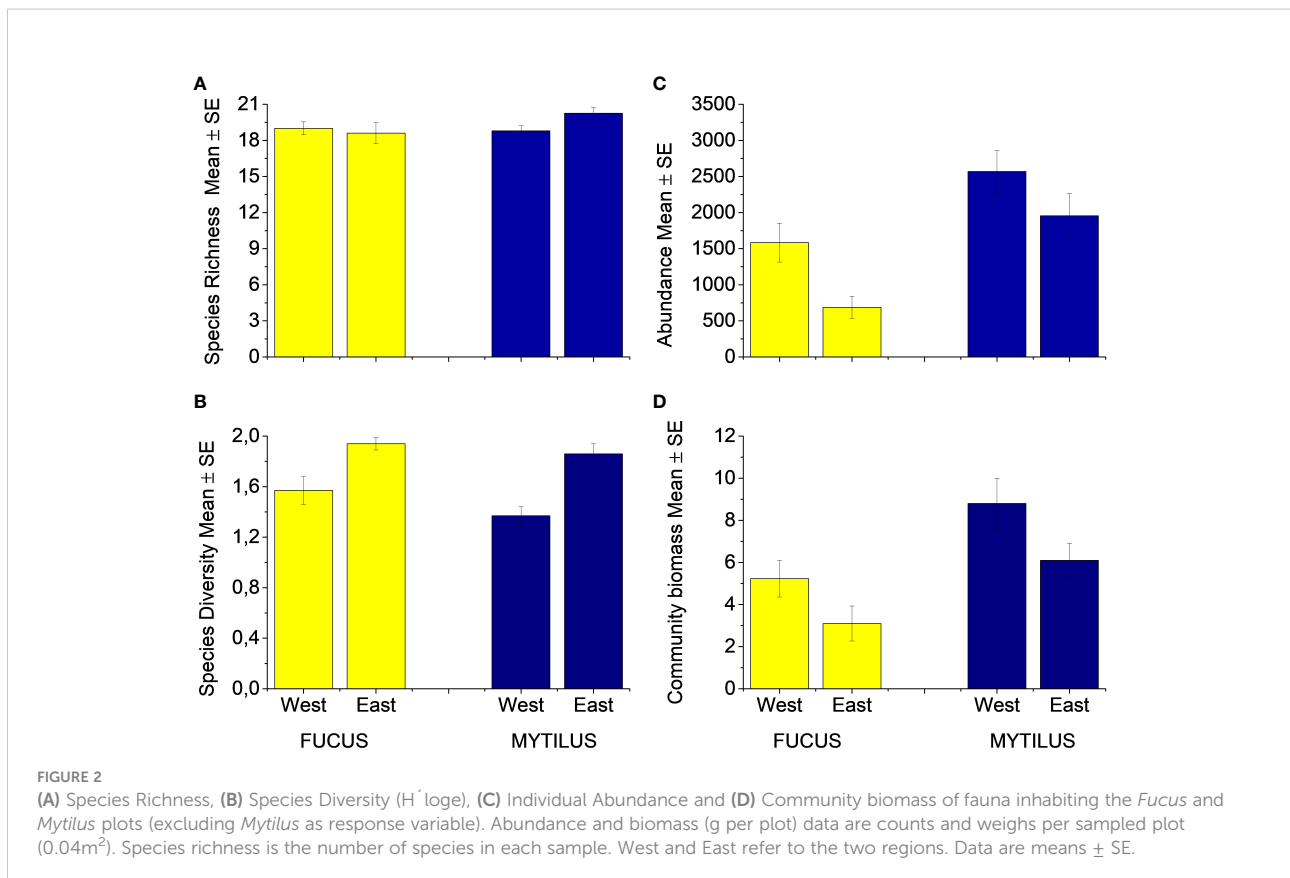 A
Species Richness Mean ± SE
21
18
15
12
9
6
3
0
C
Abundance Mean ± SE
3500
3000
2500
2000
1500
1000
500
0
B
Species Diversity Mean ± SE
2,0
1,6
1,2
0,8
0,4
0,0
West East West East
FUCUS MYTILUS
D
Community biomass Mean ± SE
12
10
8
6
4
2
0
West East West East
FUCUS MYTILUS
FIGURE 2
(A) Species Richness, (B) Species Diversity (H´loge), (C) Individual Abundance and (D) Community biomass of fauna inhabiting the Fucus and
Mytilus plots (excluding Mytilus as response variable). Abundance and biomass (g per plot) data are counts and weighs per sampled plot
(0.04m²). Species richness is the number of species in each sample. West and East refer to the two regions. Data are means ± SE.